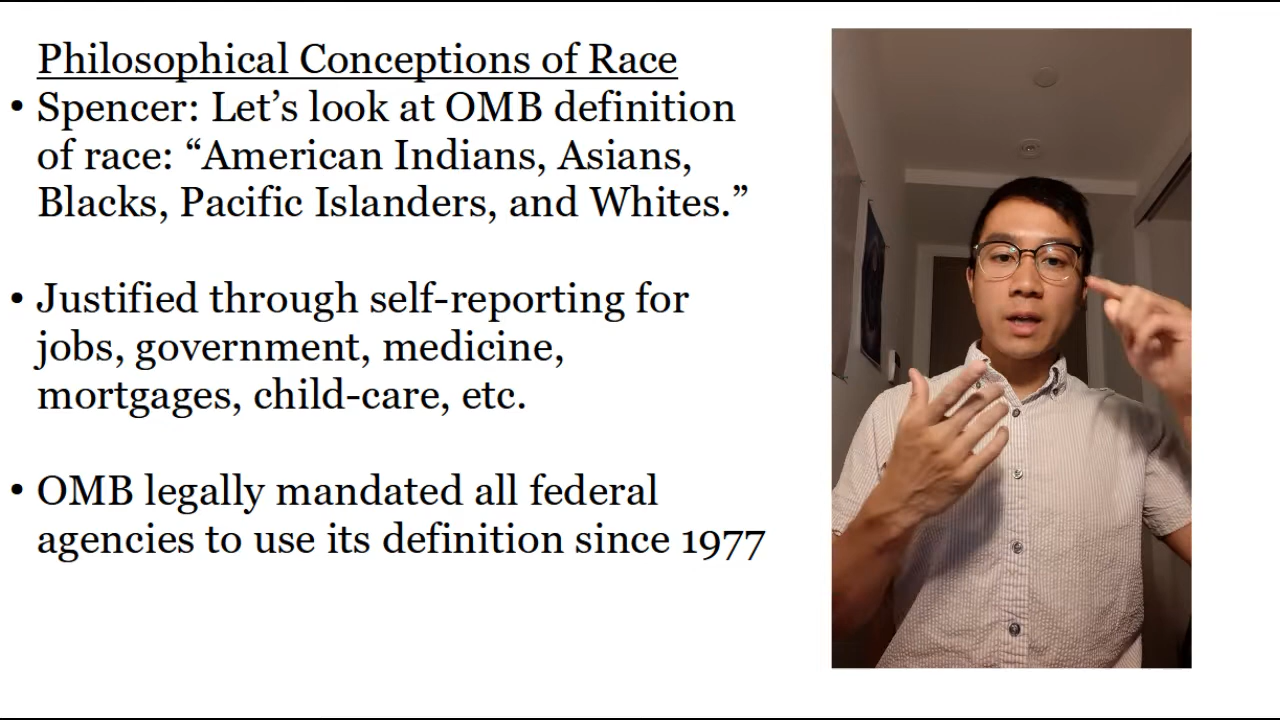 Philosophical Conceptions of Race
• Spencer: Let’s look at OMB definition
of race: “American Indians, Asians,
Blacks, Pacific Islanders, and Whites.”
• Justified through self-reporting for
jobs, government, medicine,
mortgages, child-care, etc.
• OMB legally mandated all federal
agencies to use its definition since 1977